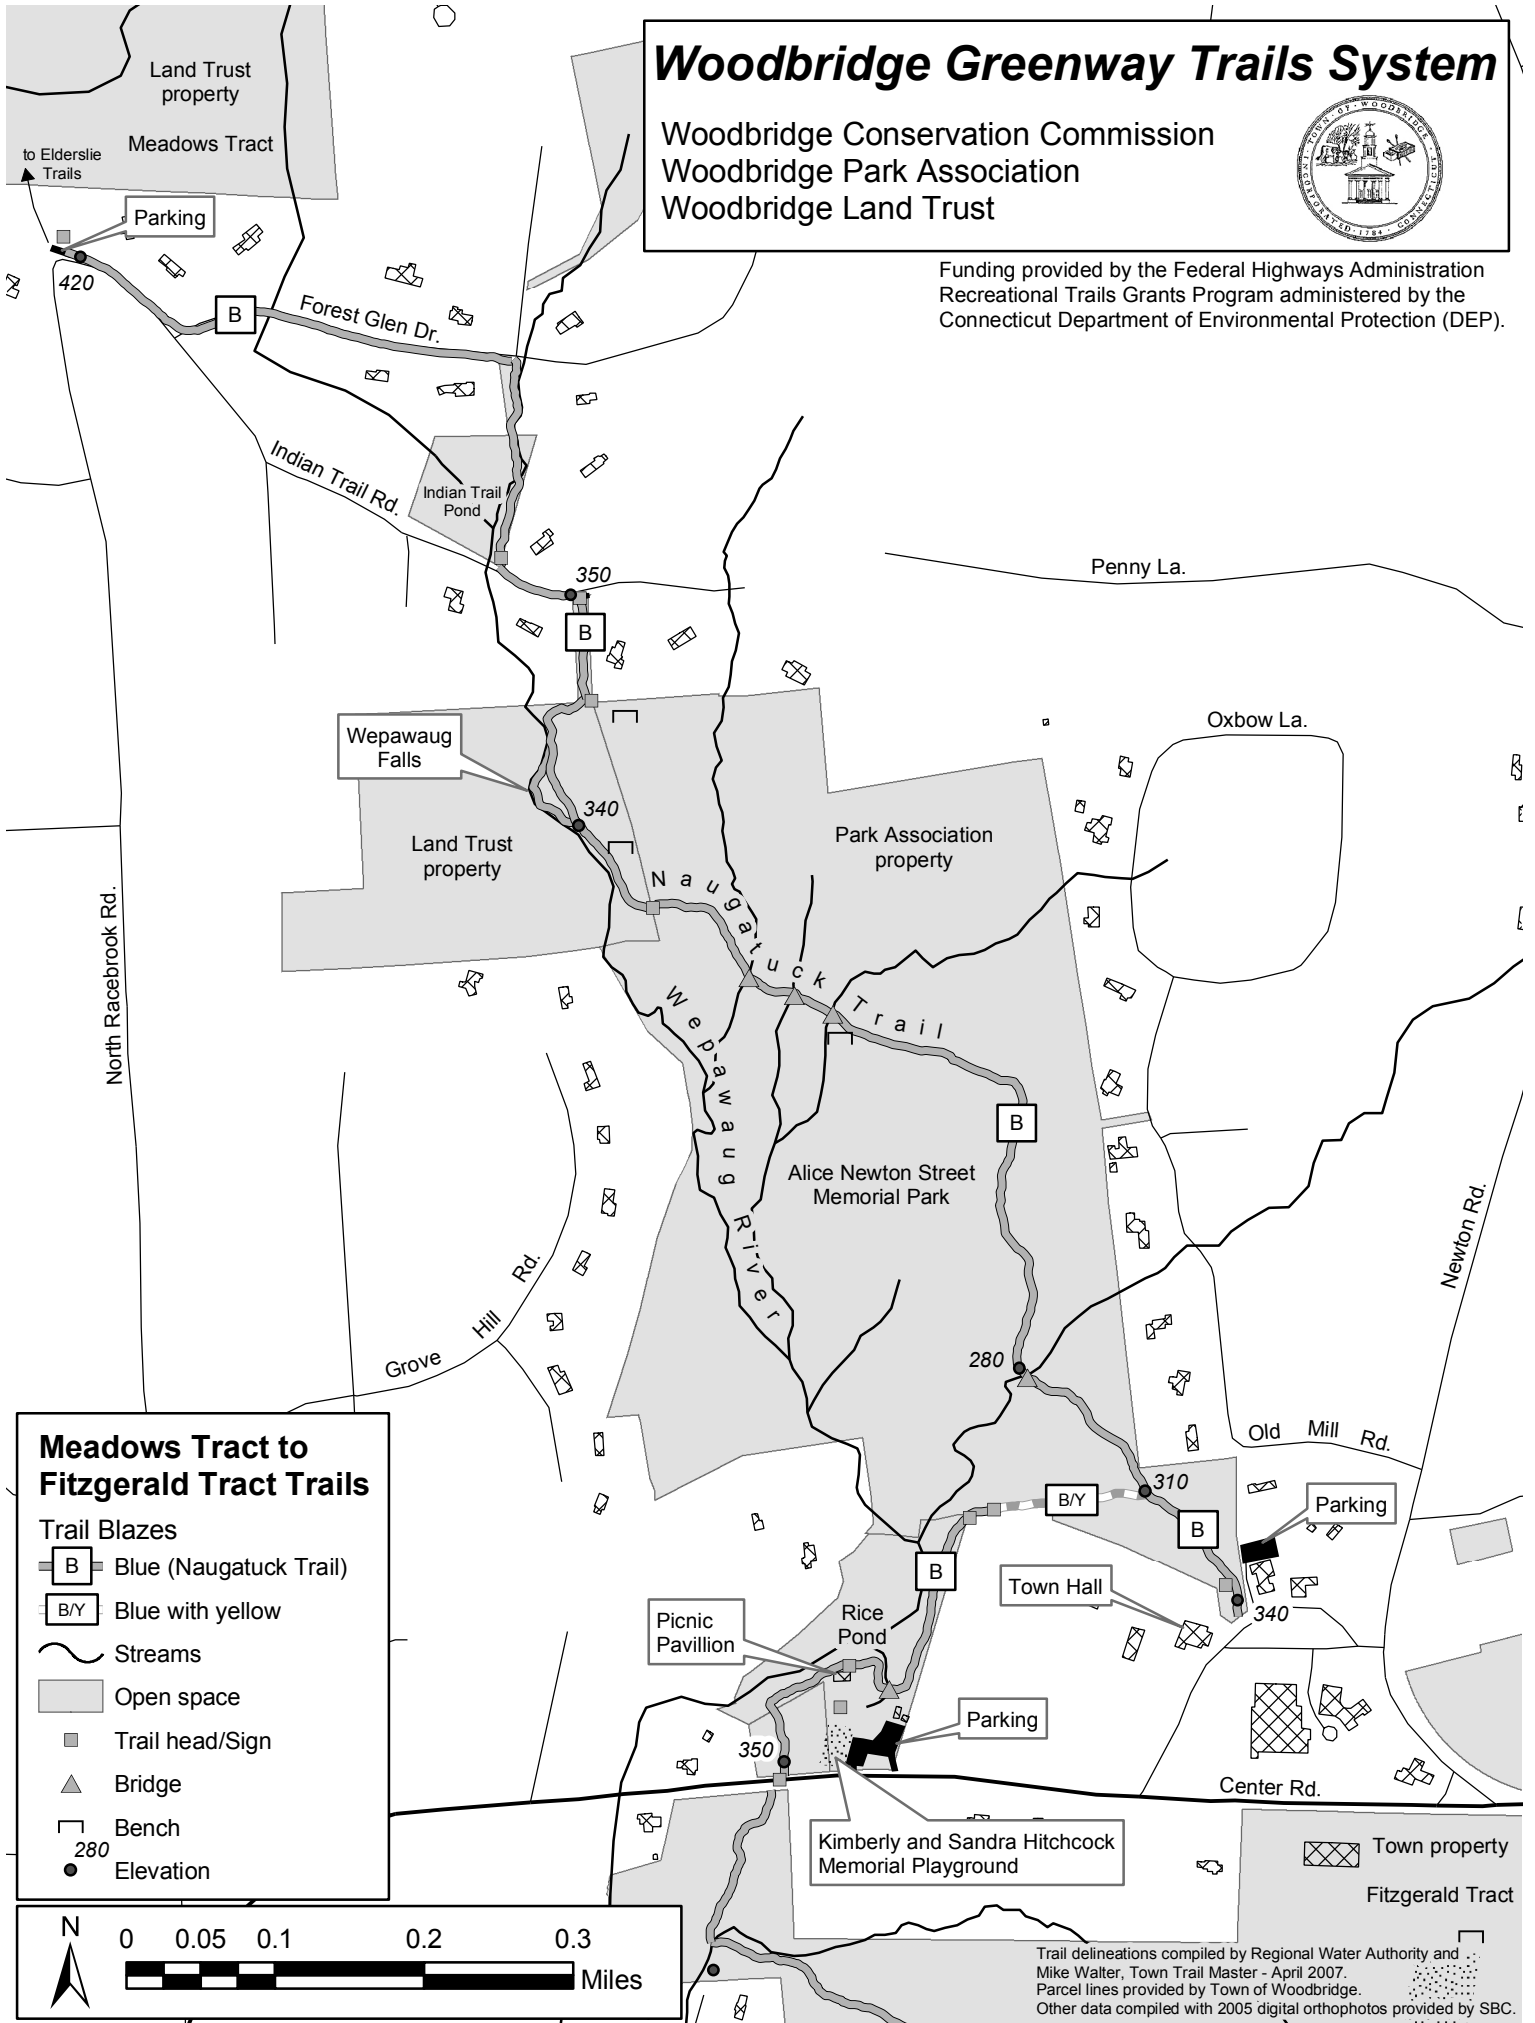 Woodbridge Greenway Trails System
Woodbridge Conservation Commission
Woodbridge Park Association
Woodbridge Land Trust
TOWN · OF · WOODBRIDGE
INCORPORATED · 1784 · CONNECTICUT
Funding provided by the Federal Highways Administration
Recreational Trails Grants Program administered by the
Connecticut Department of Environmental Protection (DEP).
Land Trust
property
Meadows Tract
to Elderslie
Trails
Parking
420
B
Forest Glen Dr.
Indian Trail Rd.
Indian Trail
Pond
350
B
Penny La.
Oxbow La.
Wepawaug
Falls
340
Land Trust
property
Park Association
property
Naugatuck Trail
North Racebrook Rd.
Wepawaug River
B
Alice Newton Street
Memorial Park
Newton Rd.
Grove Hill Rd.
280
Old Mill Rd.
310
B/Y
B
Parking
B
Town Hall
340
Rice
Pond
Picnic
Pavillion
Parking
350
Center Rd.
Kimberly and Sandra Hitchcock
Memorial Playground
Town property
Fitzgerald Tract
Meadows Tract to
Fitzgerald Tract Trails
Trail Blazes
B Blue (Naugatuck Trail)
B/Y Blue with yellow
Streams
Open space
Trail head/Sign
Bridge
Bench
280
Elevation
N
0 0.05 0.1 0.2 0.3
Miles
Trail delineations compiled by Regional Water Authority and
Mike Walter, Town Trail Master - April 2007.
Parcel lines provided by Town of Woodbridge.
Other data compiled with 2005 digital orthophotos provided by SBC.